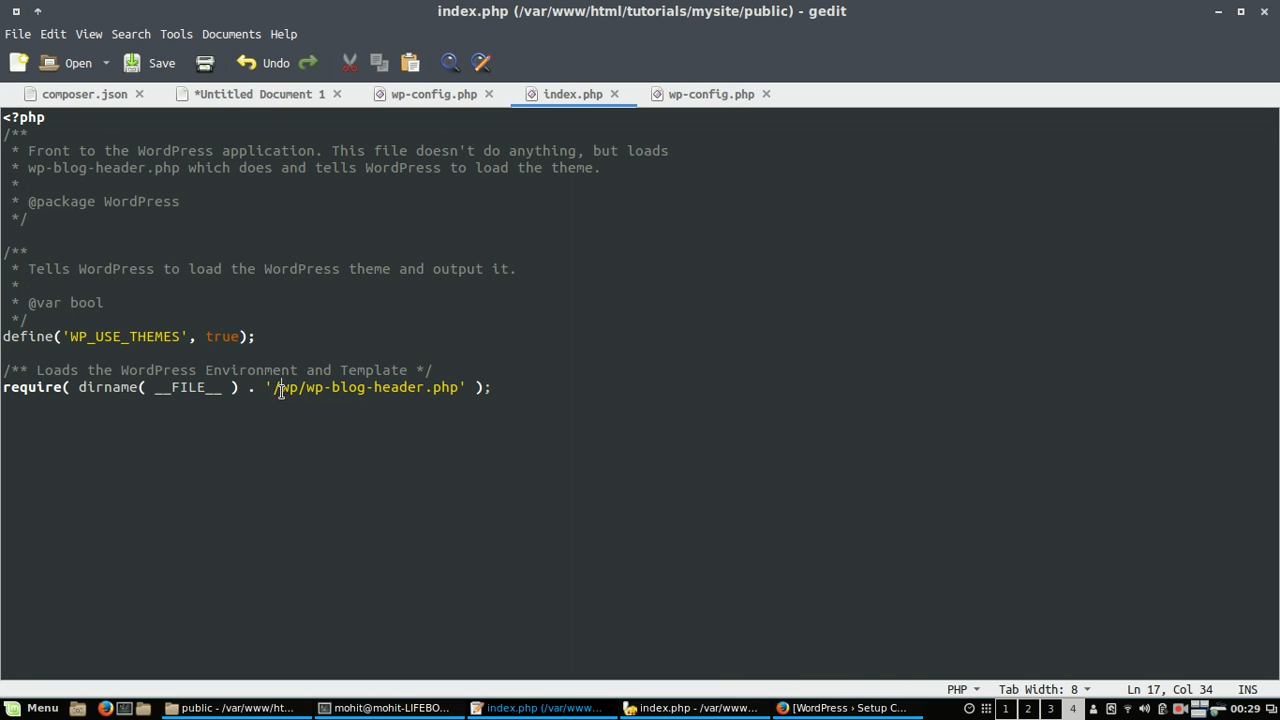 index.php (/var/www/html/tutorials/mysite/public) - gedit
File Edit View Search Tools Documents Help
Open Save Undo
composer.json *Untitled Document 1 wp-config.php index.php wp-config.php
<?php
/**
 * Front to the WordPress application. This file doesn't do anything, but loads
 * wp-blog-header.php which does and tells WordPress to load the theme.
 *
 * @package WordPress
 */
/**
 * Tells WordPress to load the WordPress theme and output it.
 *
 * @var bool
 */
define('WP_USE_THEMES', true);
/** Loads the WordPress Environment and Template */
require( dirname( __FILE__ ) . '/wp/wp-blog-header.php' );
PHP Tab Width: 8 Ln 17, Col 34 INS
Menu public - /var/www/ht... mohit@mohit-LIFEBO... index.php (/var/www... index.php - /var/www... [WordPress › Setup C... 1 2 3 4 00:29